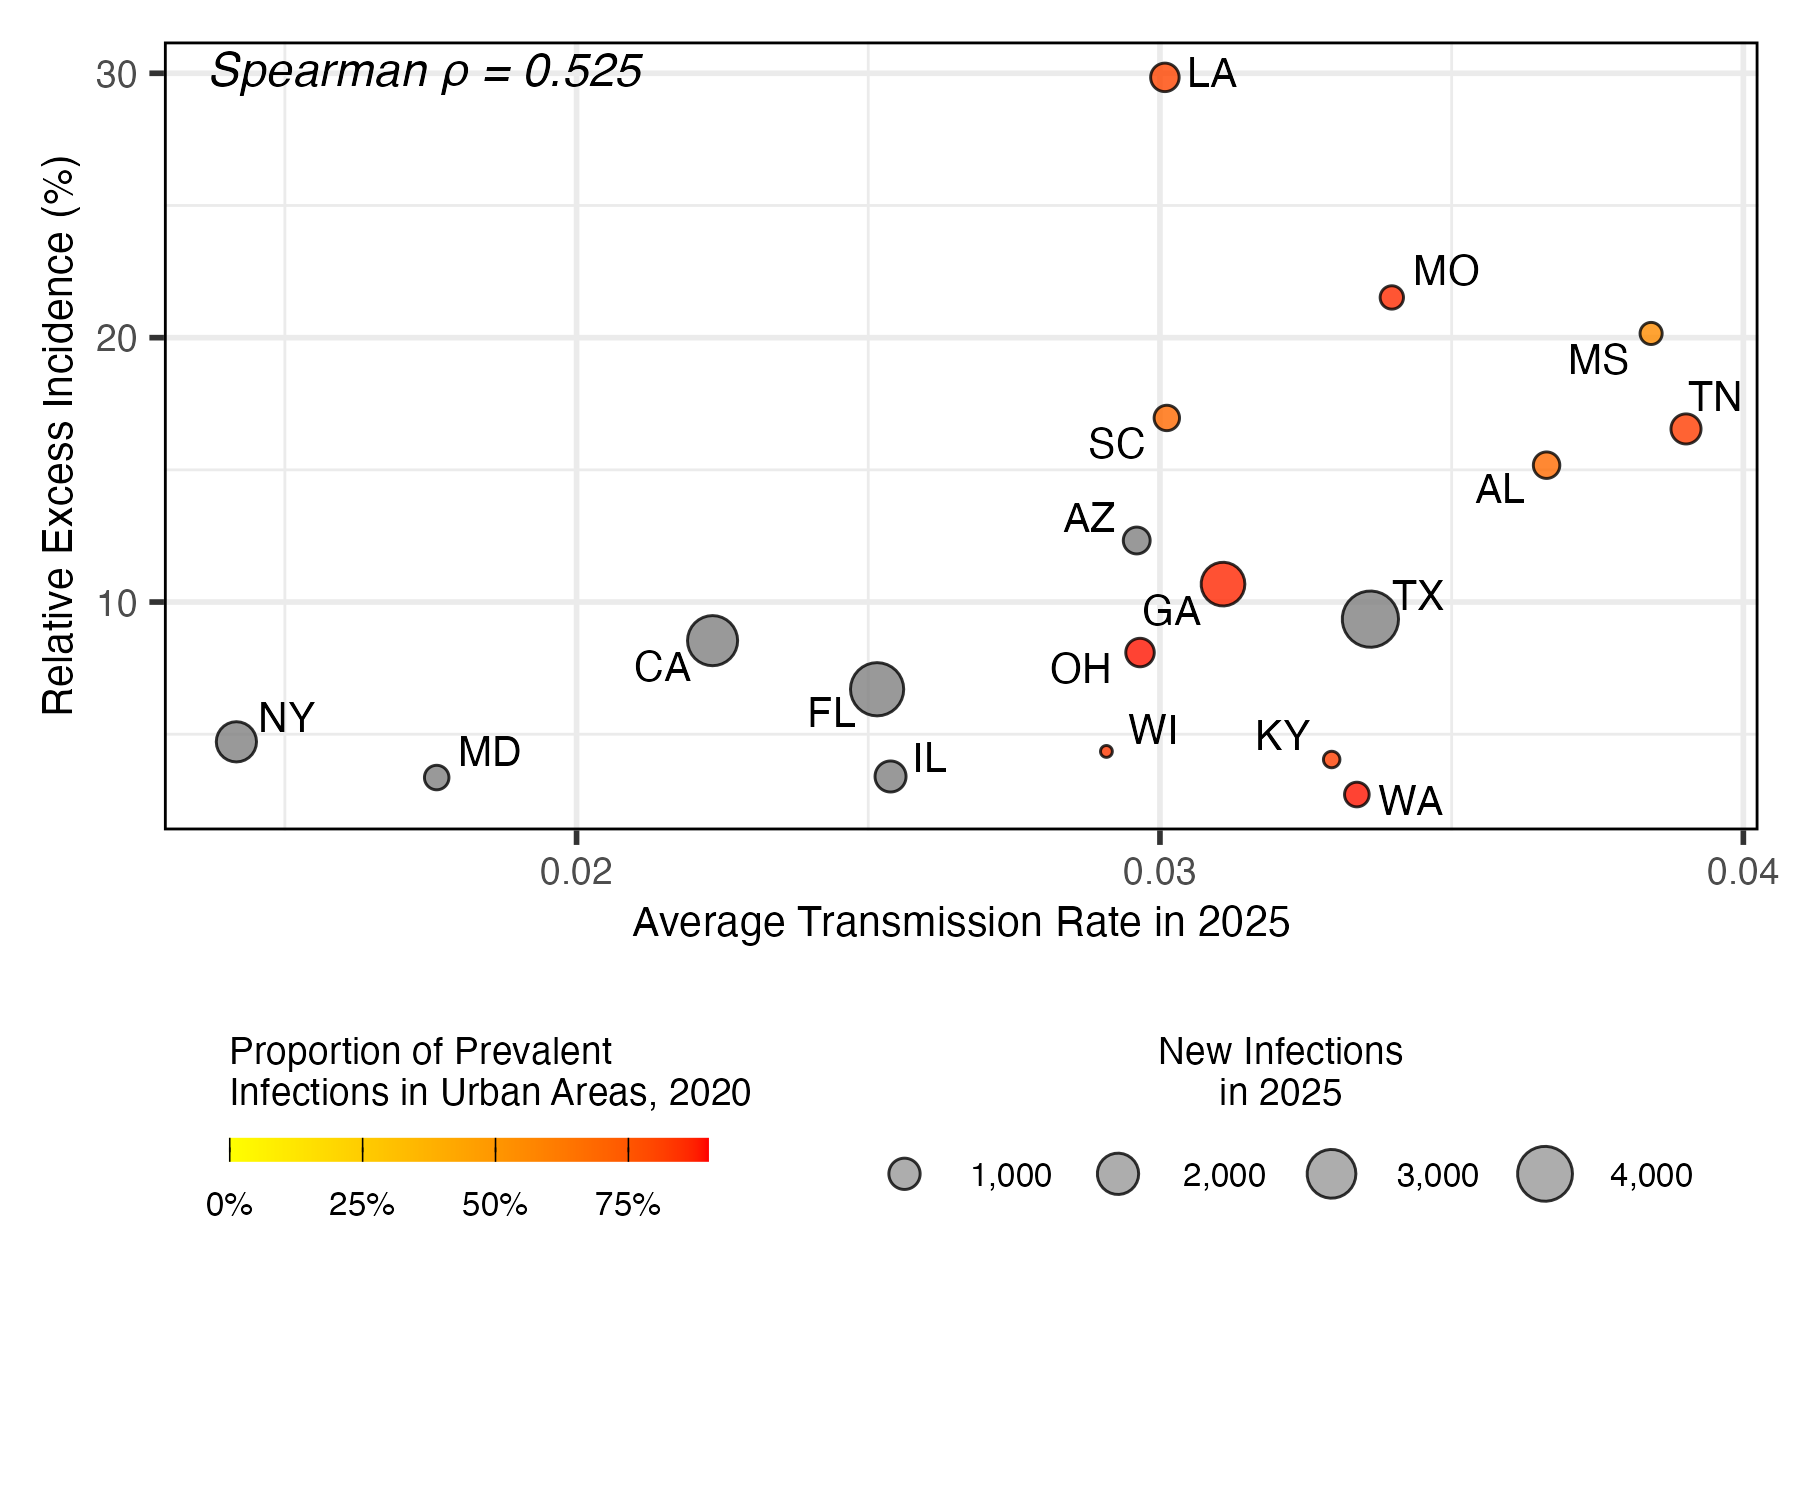 Spearman ρ = 0.525
30
20
10
Relative Excess Incidence (%)
LA
MO
MS
TN
SC
AL
AZ
GA
TX
CA
OH
FL
NY
MD
IL
WI
KY
WA
0.02
0.03
0.04
Average Transmission Rate in 2025
Proportion of Prevalent
Infections in Urban Areas, 2020
0% 25% 50% 75%
New Infections
in 2025
1,000 2,000 3,000 4,000